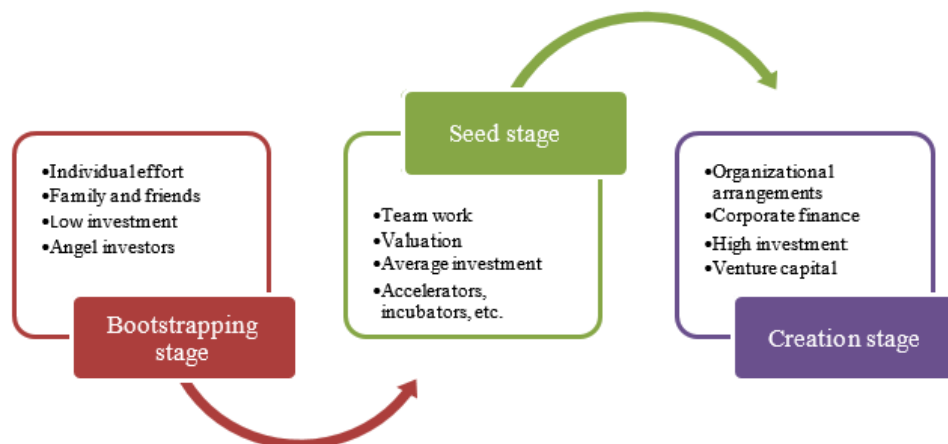 •Individual effort
•Family and friends
•Low investment
•Angel investors
Bootstrapping
stage
Seed stage
•Team work
•Valuation
•Average investment
•Accelerators,
incubators, etc.
•Organizational
arrangements
•Corporate finance
•High investment
•Venture capital
Creation stage